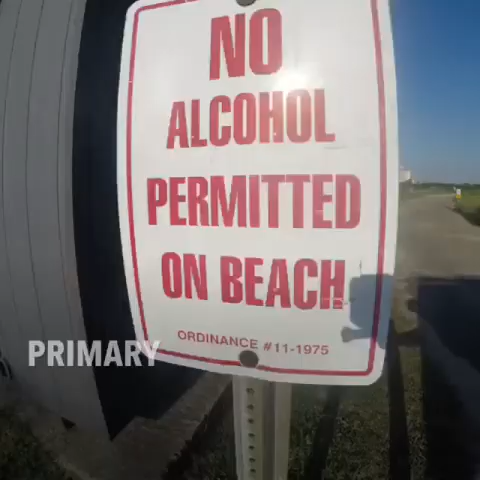 NO
ALCOHOL
PERMITTED
ON BEACH
ORDINANCE #11-1975
PRIMARY